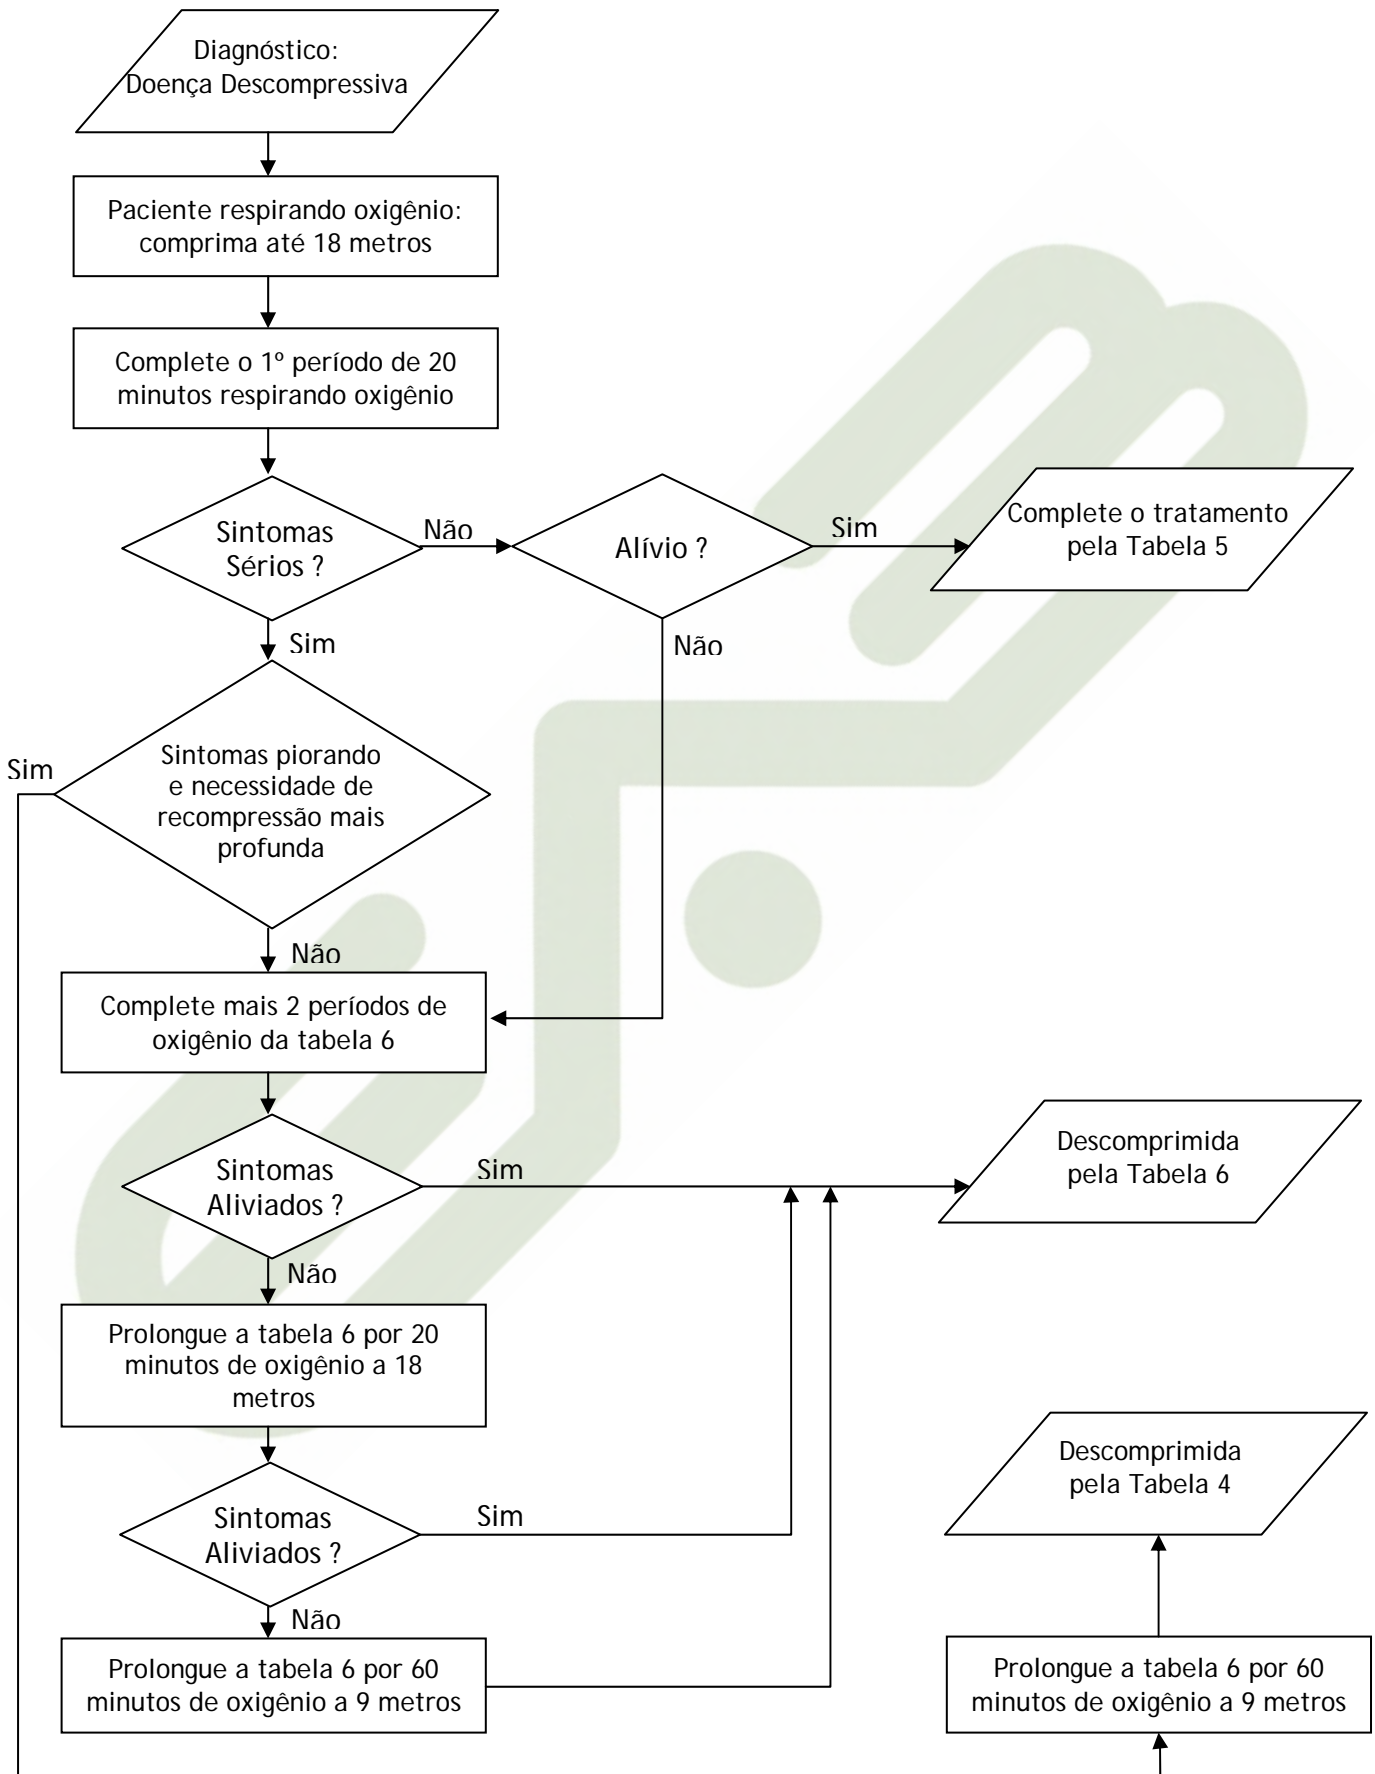 Diagnóstico:
Doença Descompressiva
Paciente respirando oxigênio:
comprima até 18 metros
Complete o 1º período de 20
minutos respirando oxigênio
Sintomas
Sérios ?
Não
Alívio ?
Sim
Complete o tratamento
pela Tabela 5
Sim
Não
Sim
Sintomas piorando
e necessidade de
recompressão mais
profunda
Não
Complete mais 2 períodos de
oxigênio da tabela 6
Sintomas
Aliviados ?
Sim
Descomprimida
pela Tabela 6
Não
Prolongue a tabela 6 por 20
minutos de oxigênio a 18
metros
Sintomas
Aliviados ?
Sim
Descomprimida
pela Tabela 4
Não
Prolongue a tabela 6 por 60
minutos de oxigênio a 9 metros
Prolongue a tabela 6 por 60
minutos de oxigênio a 9 metros